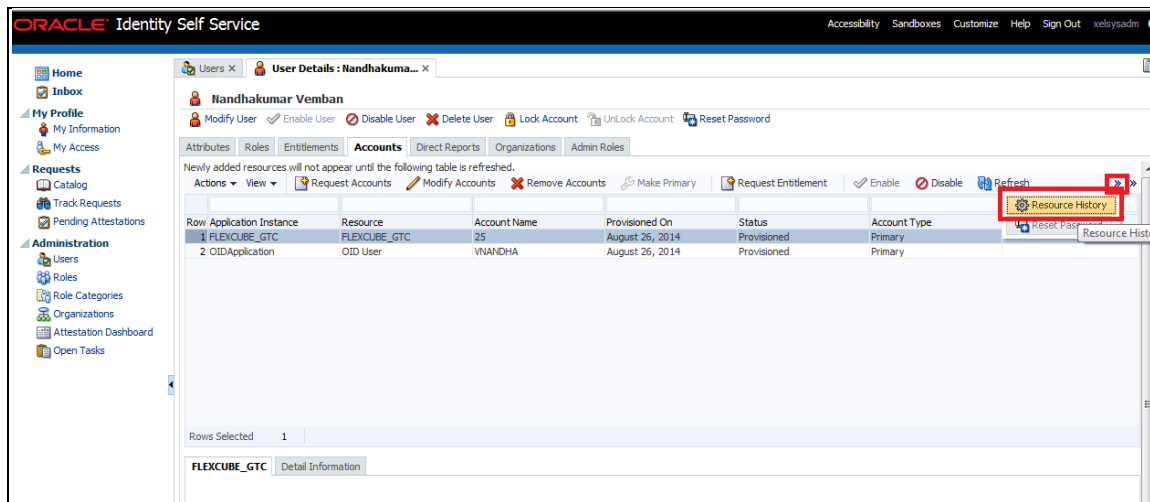 ORACLE Identity Self Service
Accessibility Sandboxes Customize Help Sign Out xelsysadm
Home
Inbox
My Profile
My Information
My Access
Requests
Catalog
Track Requests
Pending Attestations
Administration
Users
Roles
Role Categories
Organizations
Attestation Dashboard
Open Tasks
Users × User Details : Nandhakuma... ×
Nandhakumar Vemban
Modify User Enable User Disable User Delete User Lock Account UnLock Account Reset Password
Attributes Roles Entitlements Accounts Direct Reports Organizations Admin Roles
Newly added resources will not appear until the following table is refreshed.
Actions View Request Accounts Modify Accounts Remove Accounts Make Primary Request Entitlement Enable Disable Refresh » »
Resource History
Reset Pass
Resource Hist
Row Application Instance Resource Account Name Provisioned On Status Account Type
1 FLEXCUBE_GTC FLEXCUBE_GTC 25 August 26, 2014 Provisioned Primary
2 OIDApplication OID User VNANDHA August 26, 2014 Provisioned Primary
Rows Selected 1
FLEXCUBE_GTC Detail Information